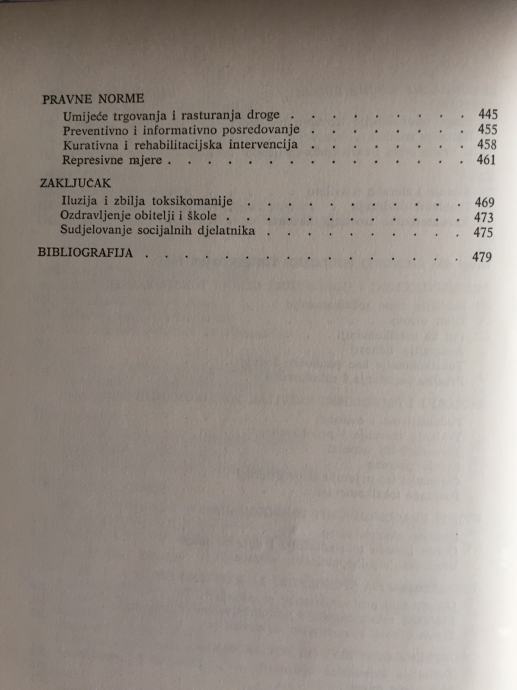 PRAVNE NORME
Umijeće trgovanja i rasturanja droge . . . . . . . . 445
Preventivno i informativno posredovanje . . . . . . . 455
Kurativna i rehabilitacijska intervencija . . . . . . . 458
Represivne mjere . . . . . . . . . . . . . 461
ZAKLJUČAK
Iluzija i zbilja toksikomanije . . . . . . . . . . 469
Ozdravljenje obitelji i škole . . . . . . . . . . . 473
Sudjelovanje socijalnih djelatnika . . . . . . . . . 475
BIBLIOGRAFIJA . . . . . . . . . . . . . . 479